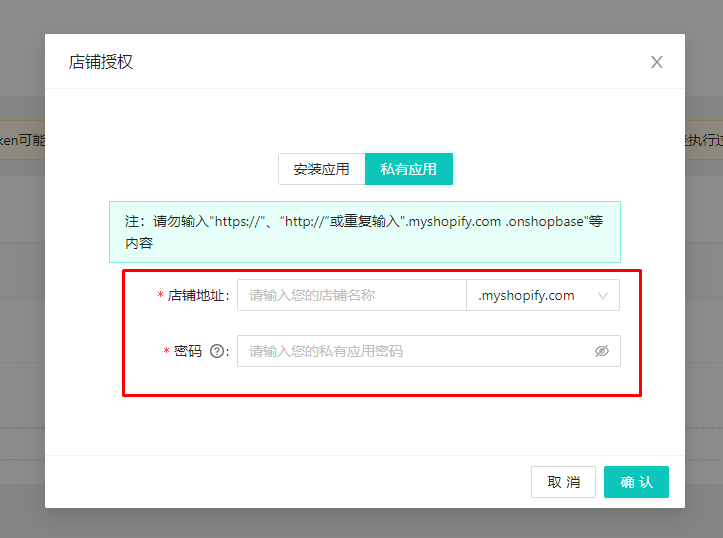 店铺授权
ken可能
执行过
安装应用 私有应用
注：请勿输入"https://"、"http://"或重复输入".myshopify.com .onshopbase"等
内容
* 店铺地址: 请输入您的店铺名称 .myshopify.com
* 密码 ? : 请输入您的私有应用密码
取 消 确 认